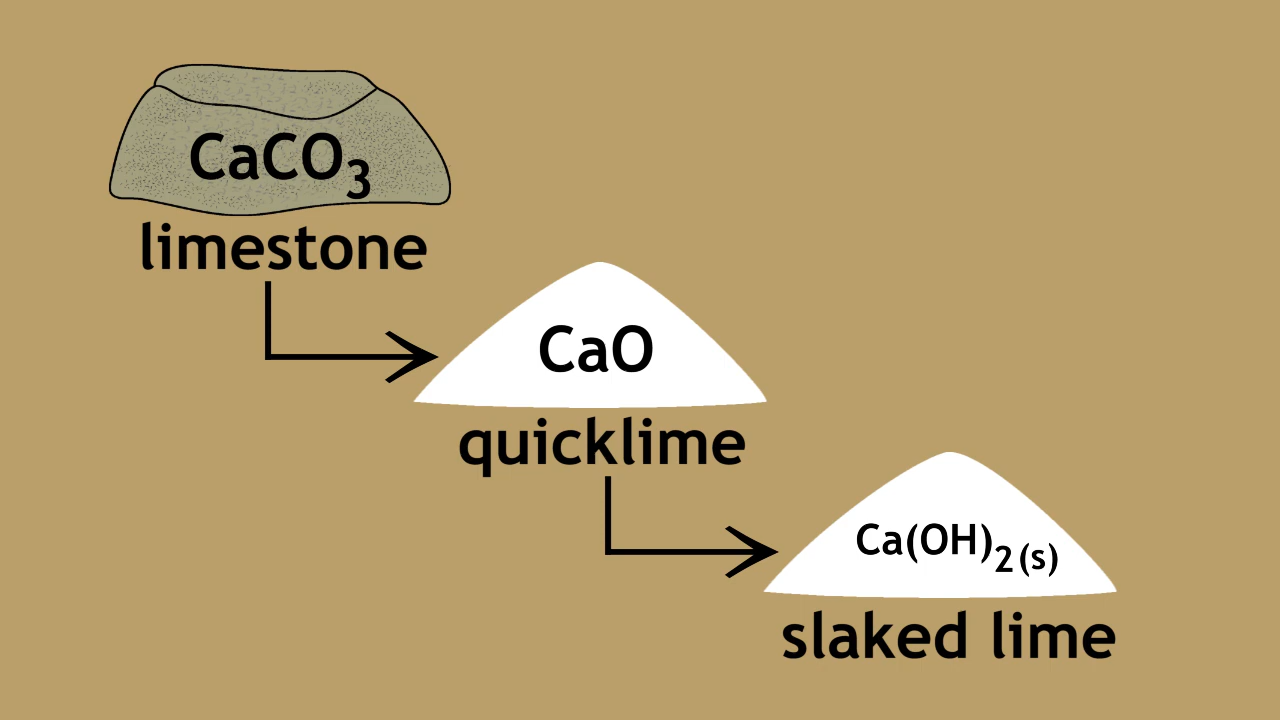 CaCO₃
limestone
CaO
quicklime
Ca(OH)₂(s)
slaked lime